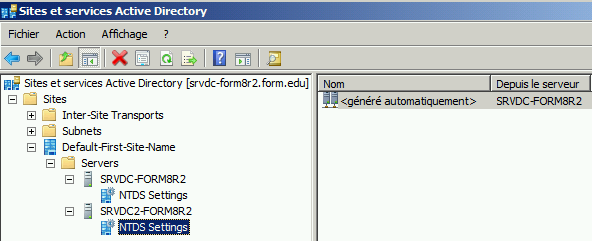 Sites et services Active Directory
Fichier Action Affichage ?
Sites et services Active Directory [srvdc-form8r2.form.edu]
Sites
Inter-Site Transports
Subnets
Default-First-Site-Name
Servers
SRVDC-FORM8R2
NTDS Settings
SRVDC2-FORM8R2
NTDS Settings
Nom Depuis le serveur
<généré automatiquement> SRVDC-FORM8R2